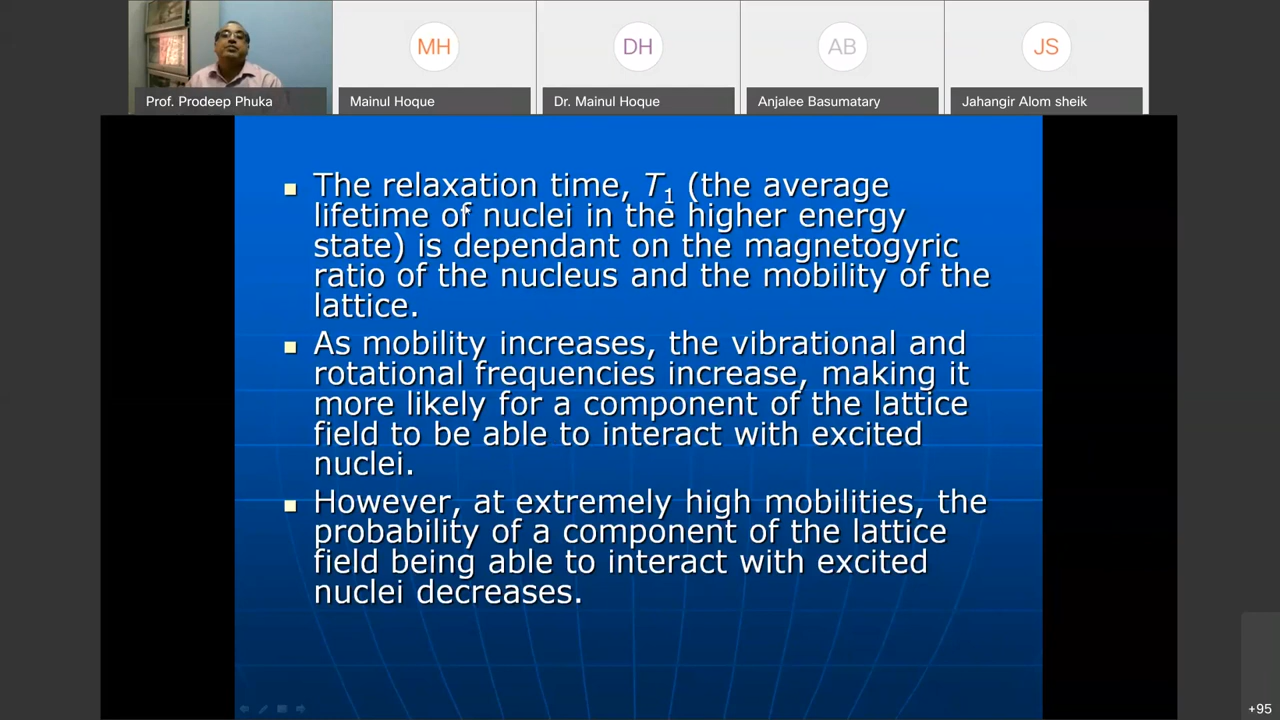 MH
DH
AB
JS
Prof. Prodeep Phuka
Mainul Hoque
Dr. Mainul Hoque
Anjalee Basumatary
Jahangir Alom sheik
The relaxation time, T1 (the average
lifetime of nuclei in the higher energy
state) is dependant on the magnetogyric
ratio of the nucleus and the mobility of the
lattice.
As mobility increases, the vibrational and
rotational frequencies increase, making it
more likely for a component of the lattice
field to be able to interact with excited
nuclei.
However, at extremely high mobilities, the
probability of a component of the lattice
field being able to interact with excited
nuclei decreases.
+95